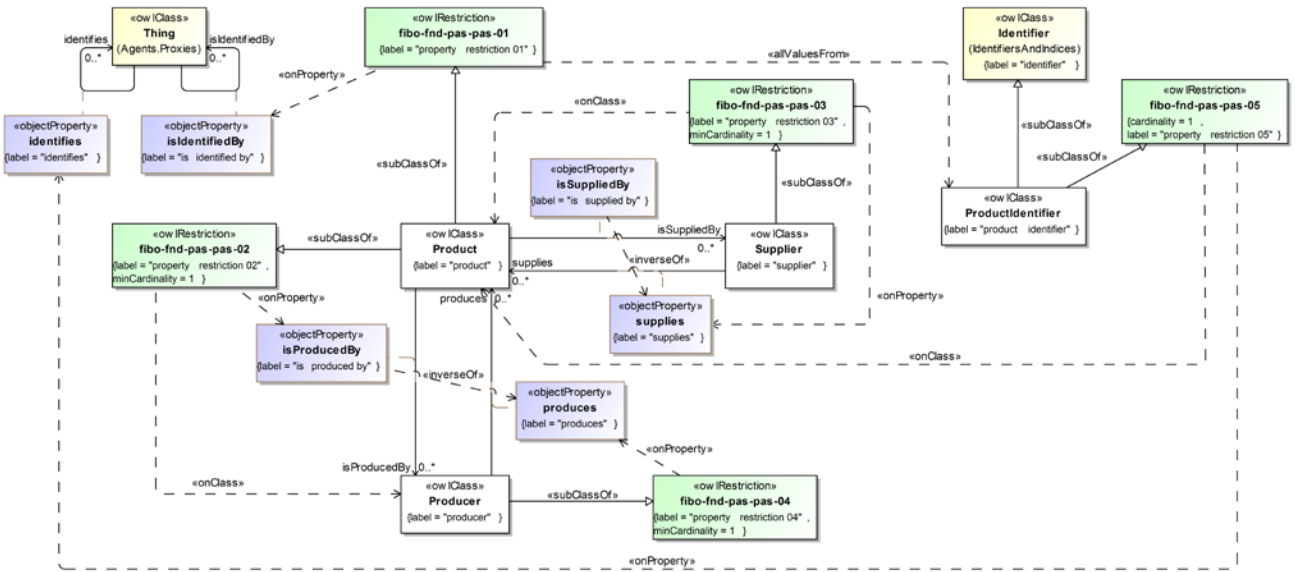 «owlClass»
Thing
(Agents.Proxies)
identifies
0..*
isIdentifiedBy
0..*
«owlRestriction»
fibo-fnd-pas-pas-01
{label = "property restriction 01" }
«owlClass»
Identifier
(IdentifiersAndIndices)
{label = "identifier" }
«allValuesFrom»
«onProperty»
«owlRestriction»
fibo-fnd-pas-pas-03
{label = "property restriction 03" ,
minCardinality = 1 }
«onClass»
«owlRestriction»
fibo-fnd-pas-pas-05
{cardinality = 1 ,
label = "property restriction 05" }
«subClassOf»
«subClassOf»
«objectProperty»
identifies
{label = "identifies" }
«objectProperty»
isIdentifiedBy
{label = "is identified by" }
«subClassOf»
«objectProperty»
isSuppliedBy
{label = "is supplied by" }
«subClassOf»
«owlClass»
ProductIdentifier
{label = "product identifier" }
«owlRestriction»
fibo-fnd-pas-pas-02
{label = "property restriction 02" ,
minCardinality = 1 }
«subClassOf»
«owlClass»
Product
{label = "product" }
isSuppliedBy
0..*
«owlClass»
Supplier
{label = "supplier" }
supplies
0..*
«inverseOf»
«onProperty»
produces
0..*
«onProperty»
«objectProperty»
supplies
{label = "supplies" }
«objectProperty»
isProducedBy
{label = "is produced by" }
«onClass»
«inverseOf»
«objectProperty»
produces
{label = "produces" }
«onProperty»
isProducedBy
0..*
«onClass»
«owlClass»
Producer
{label = "producer" }
«subClassOf»
«owlRestriction»
fibo-fnd-pas-pas-04
{label = "property restriction 04" ,
minCardinality = 1 }
«onProperty»